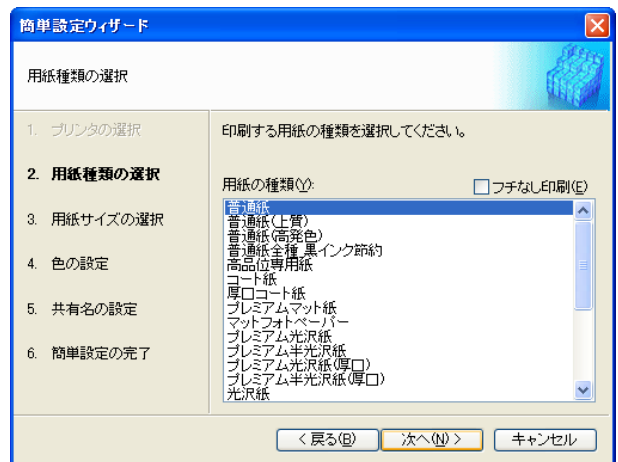 簡単設定ウィザード
用紙種類の選択
1. プリンタの選択
2. 用紙種類の選択
3. 用紙サイズの選択
4. 色の設定
5. 共有名の設定
6. 簡単設定の完了
印刷する用紙の種類を選択してください。
用紙の種類(Y):
フチなし印刷(E)
普通紙
普通紙(上質)
普通紙(高発色)
普通紙全種_黒インク節約
高品位専用紙
コート紙
厚口コート紙
プレミアムマット紙
マットフォトペーパー
プレミアム光沢紙
プレミアム半光沢紙
プレミアム光沢紙(厚口)
プレミアム半光沢紙(厚口)
光沢紙
< 戻る(B)
次へ(N) >
キャンセル